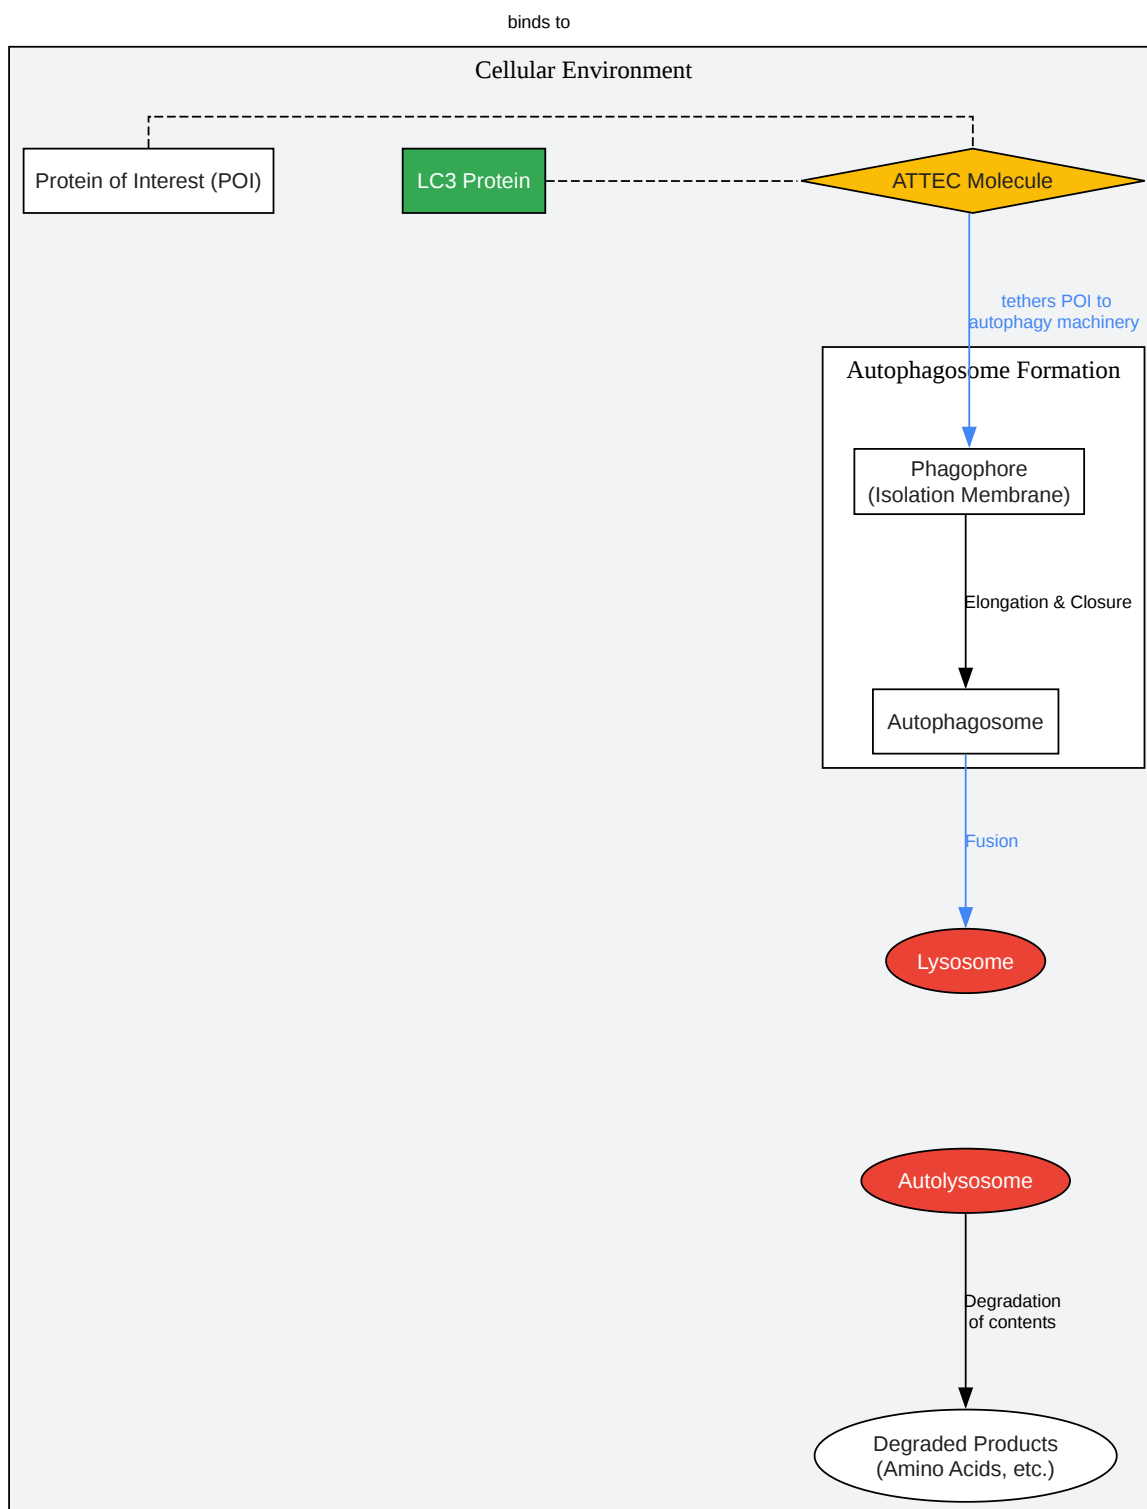 binds to
Cellular Environment
Protein of Interest (POI)
LC3 Protein
ATTEC Molecule
tethers POI to
autophagy machinery
Autophagosome Formation
Phagophore
(Isolation Membrane)
Elongation & Closure
Autophagosome
Fusion
Lysosome
Autolysosome
Degradation
of contents
Degraded Products
(Amino Acids, etc.)